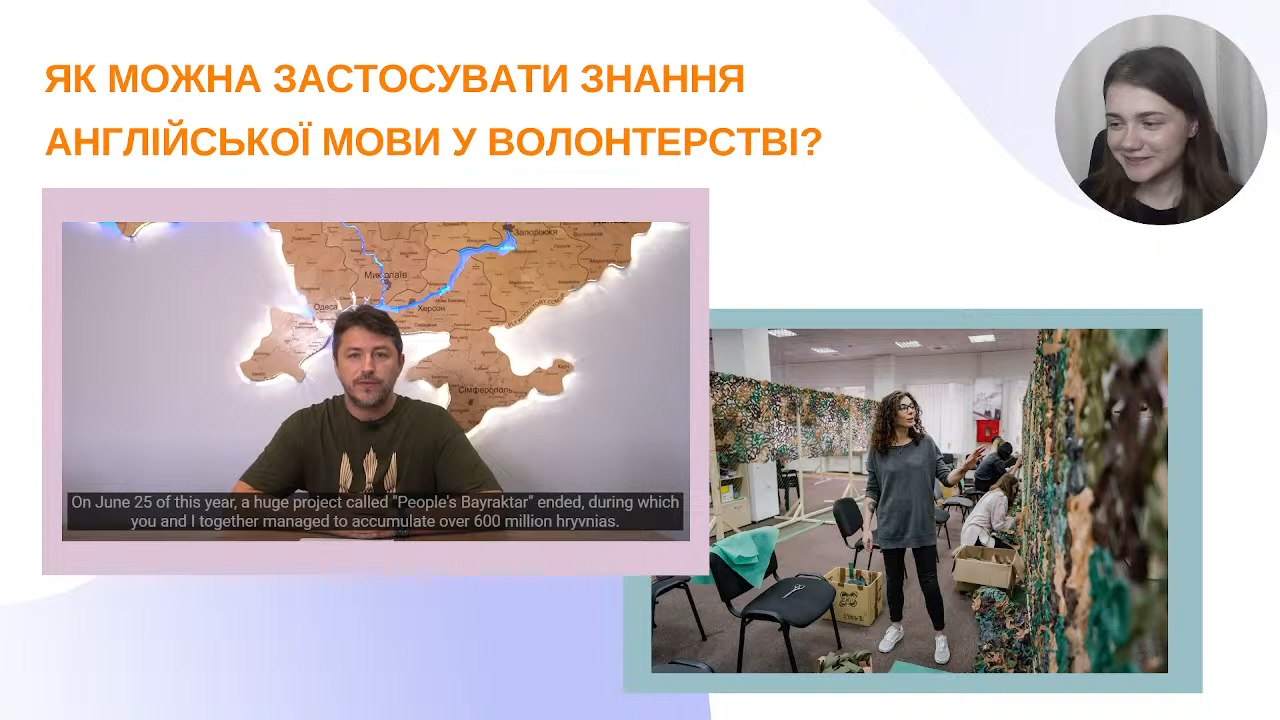 ЯК МОЖНА ЗАСТОСУВАТИ ЗНАННЯ
АНГЛІЙСЬКОЇ МОВИ У ВОЛОНТЕРСТВІ?
Запоріжжя
Миколаїв
Одеса
Херсон
Сімферополь
On June 25 of this year, a huge project called "People's Bayraktar" ended, during which
you and I together managed to accumulate over 600 million hryvnias.